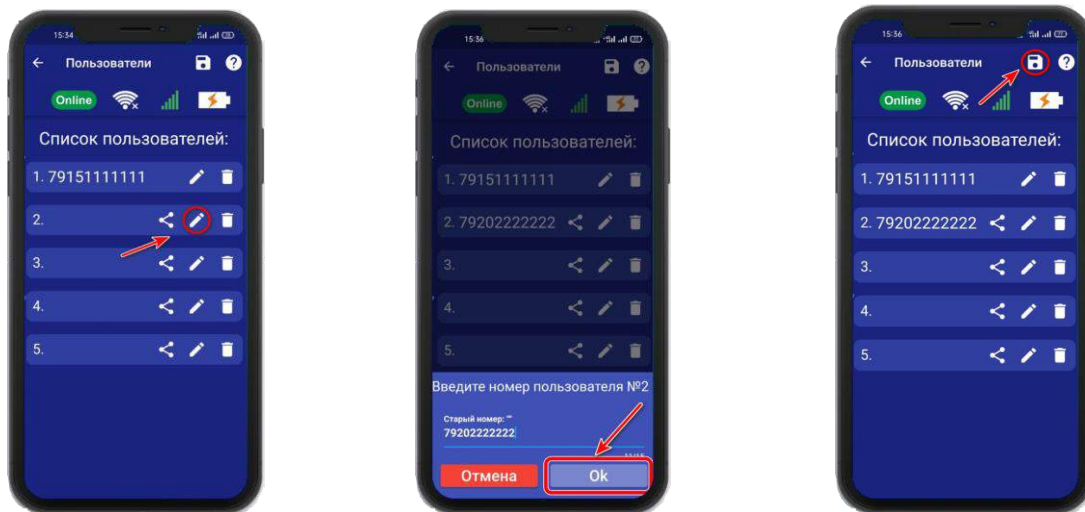 15:34
Пользователи
Online
Список пользователей:
1. 79151111111
2.
3.
4.
5.
15:36
Пользователи
Online
Список пользователей:
1. 79151111111
2. 79202222222
3.
4.
5.
Введите номер пользователя №2
Старый номер: ""
79202222222
11/15
Отмена
Ok
15:36
Пользователи
Online
Список пользователей:
1. 79151111111
2. 79202222222
3.
4.
5.